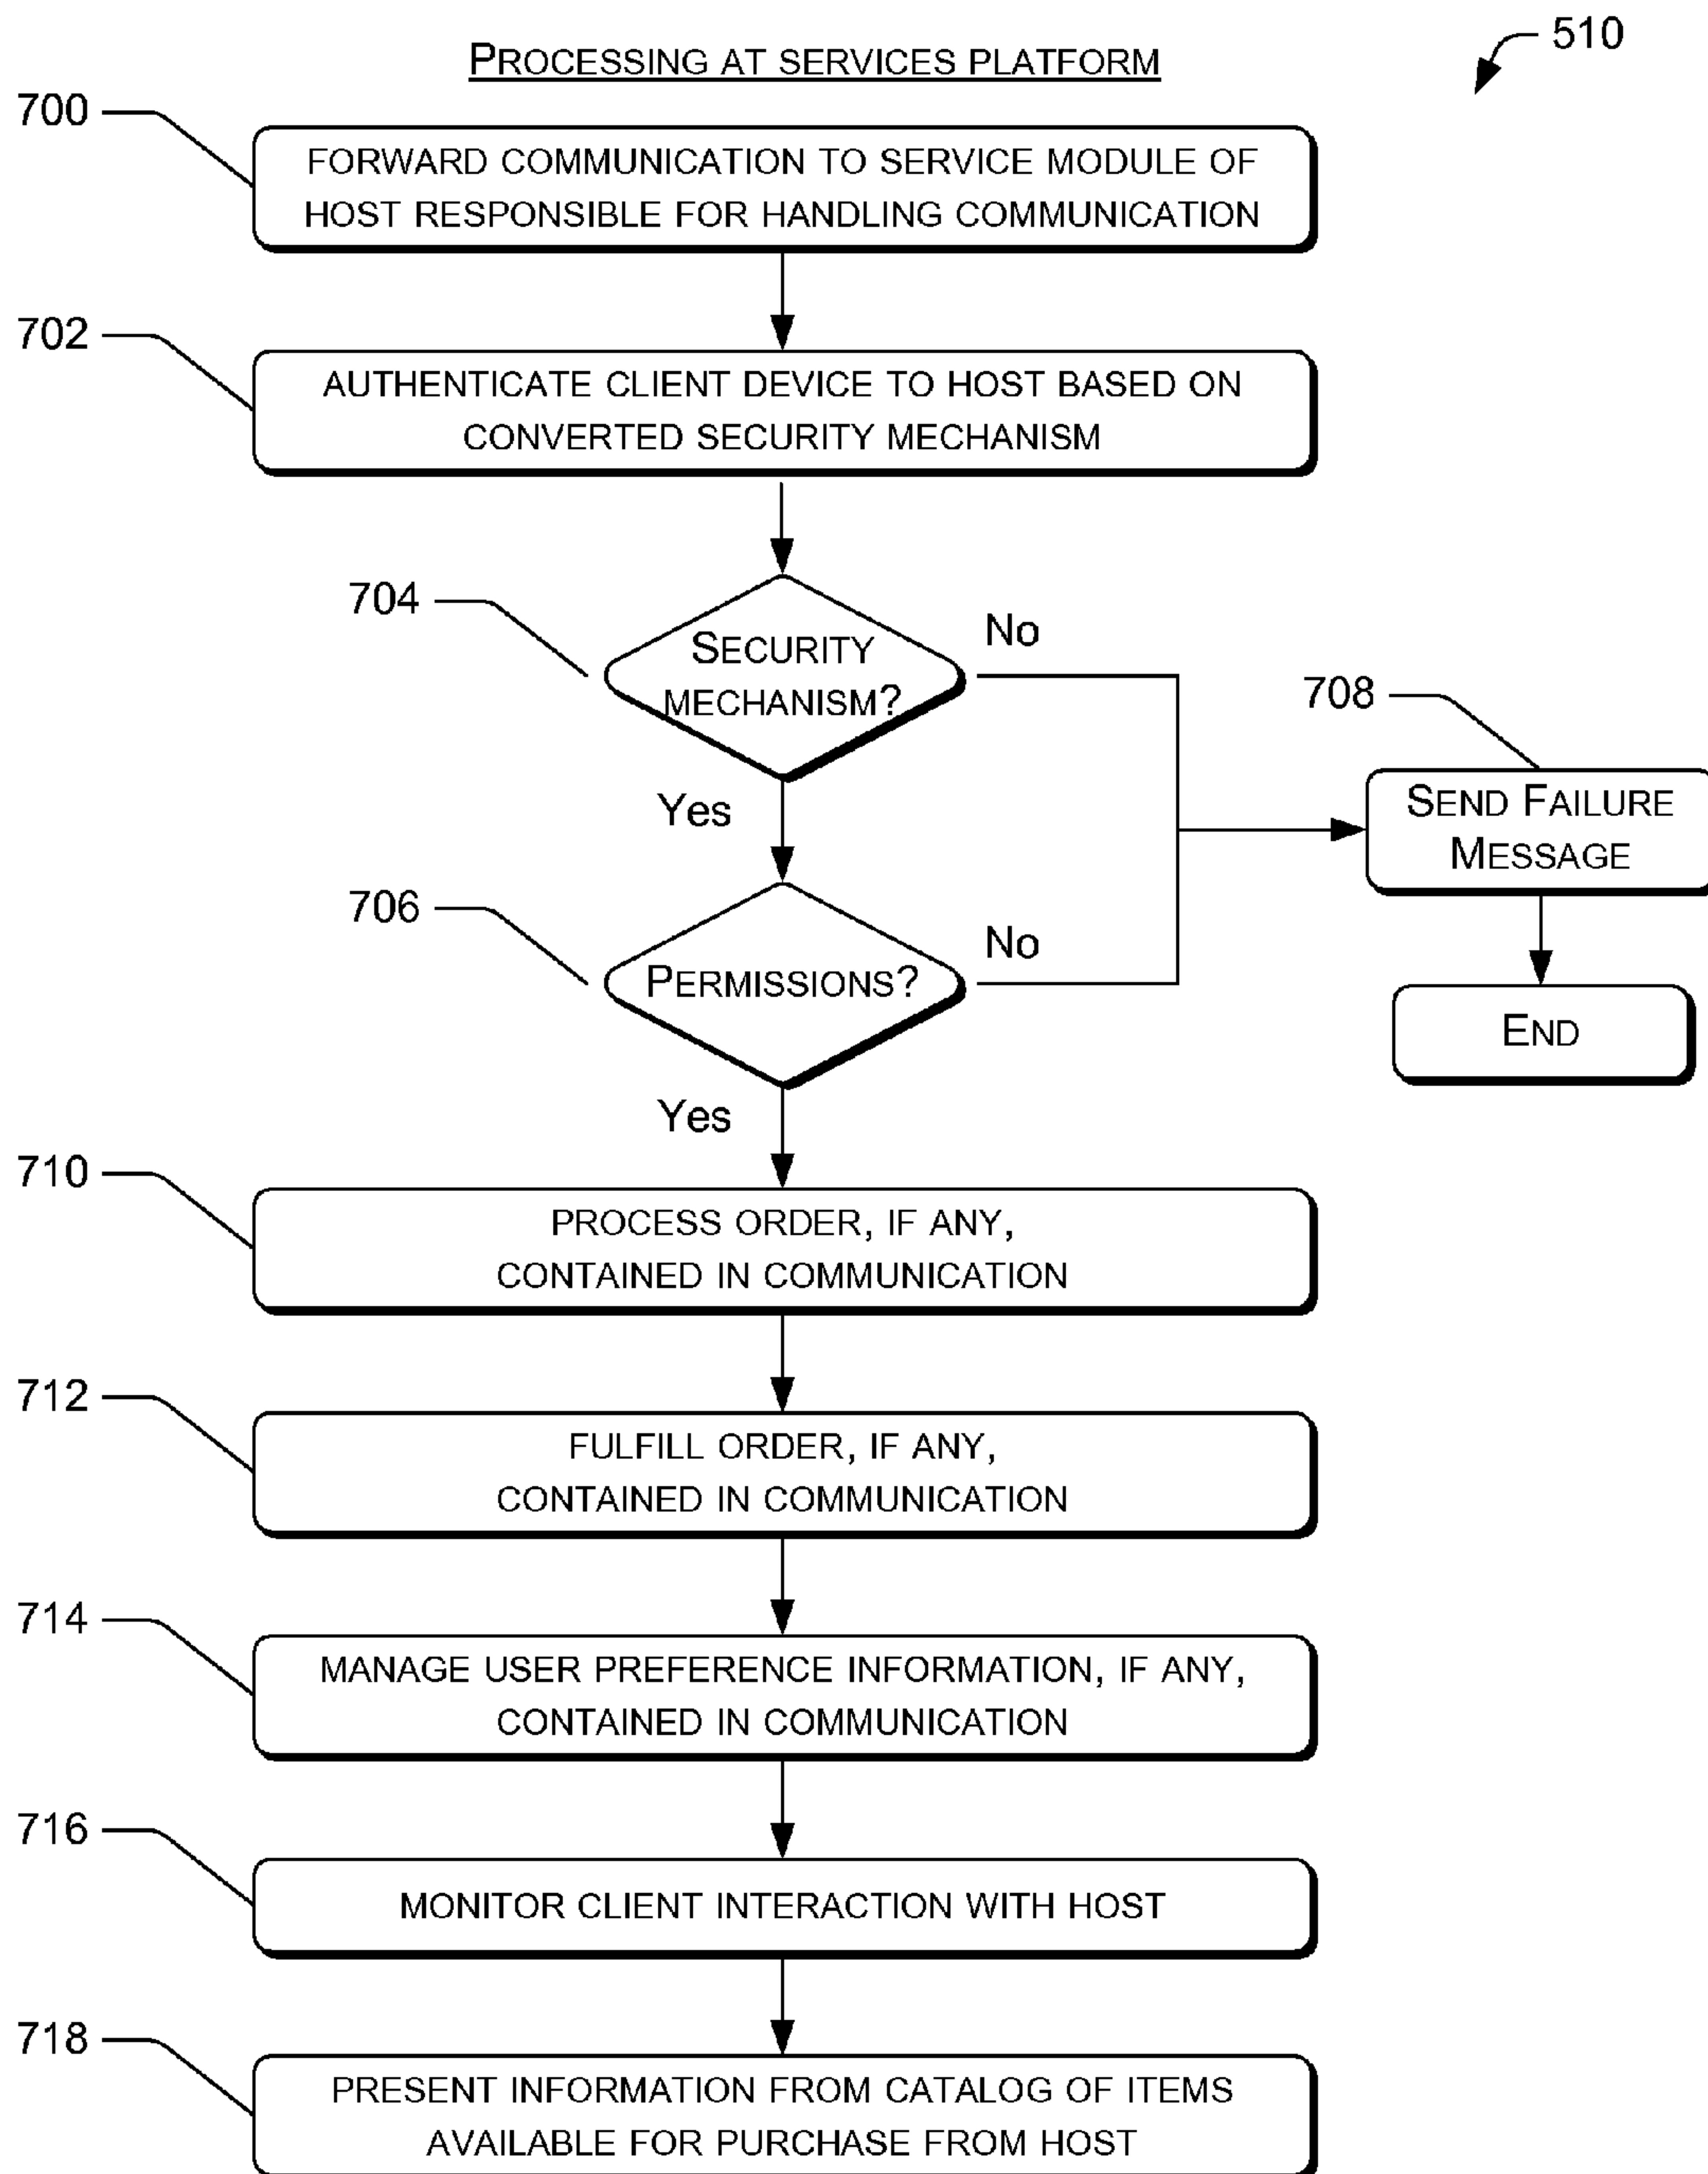 PROCESSING AT SERVICES PLATFORM
510
700
FORWARD COMMUNICATION TO SERVICE MODULE OF
HOST RESPONSIBLE FOR HANDLING COMMUNICATION
702
AUTHENTICATE CLIENT DEVICE TO HOST BASED ON
CONVERTED SECURITY MECHANISM
704
SECURITY
MECHANISM?
No
Yes
708
SEND FAILURE
MESSAGE
706
PERMISSIONS?
No
Yes
END
710
PROCESS ORDER, IF ANY,
CONTAINED IN COMMUNICATION
712
FULFILL ORDER, IF ANY,
CONTAINED IN COMMUNICATION
714
MANAGE USER PREFERENCE INFORMATION, IF ANY,
CONTAINED IN COMMUNICATION
716
MONITOR CLIENT INTERACTION WITH HOST
718
PRESENT INFORMATION FROM CATALOG OF ITEMS
AVAILABLE FOR PURCHASE FROM HOST